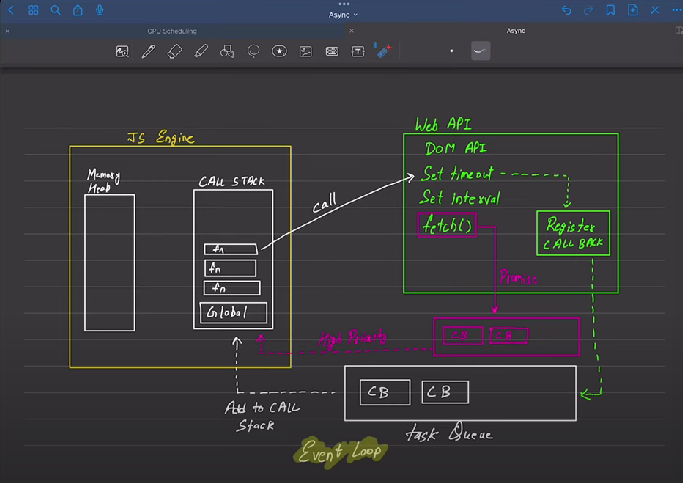 Async
CPU Scheduling
Async
JS Engine
Memory
Heap
CALL STACK
fn
fn
fn
Global
call
Web API
DOM API
Set timeout
Set Interval
fetch()
Register
CALL BACK
Promise
High Priority
CB
CB
Add to CALL
Stack
CB
CB
task Queue
Event Loop